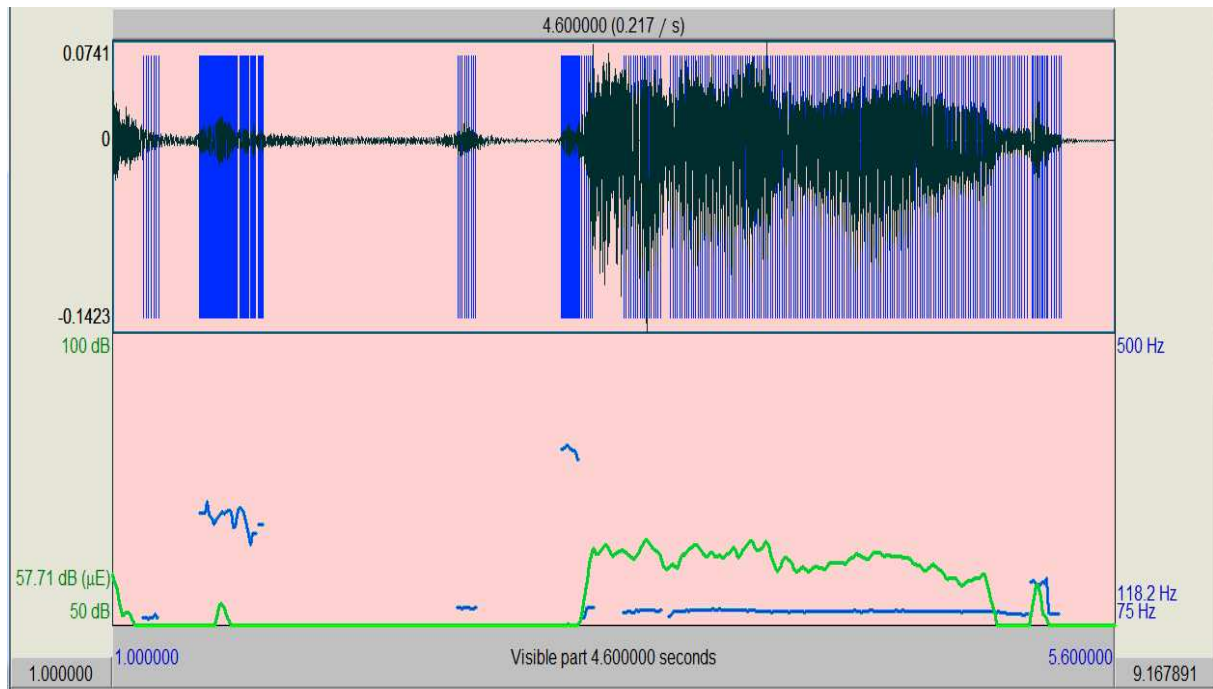 4.600000 (0.217 / s)
0.0741
0
-0.1423
100 dB
500 Hz
57.71 dB (µE)
118.2 Hz
50 dB
75 Hz
1.000000
Visible part 4.600000 seconds
5.600000
1.000000
9.167891